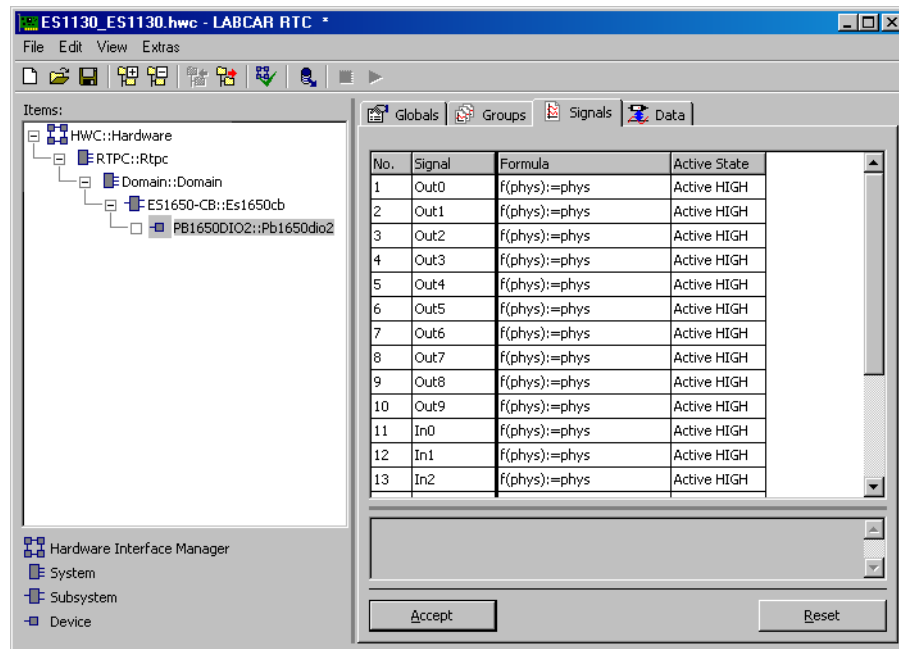 ES1130_ES1130.hwc - LABCAR RTC *
File Edit View Extras
Items:
HWC::Hardware
RTPC::Rtpc
Domain::Domain
ES1650-CB::Es1650cb
PB1650DIO2::Pb1650dio2
Hardware Interface Manager
System
Subsystem
Device
Globals Groups Signals Data
No. Signal Formula Active State
1 Out0 f(phys):=phys Active HIGH
2 Out1 f(phys):=phys Active HIGH
3 Out2 f(phys):=phys Active HIGH
4 Out3 f(phys):=phys Active HIGH
5 Out4 f(phys):=phys Active HIGH
6 Out5 f(phys):=phys Active HIGH
7 Out6 f(phys):=phys Active HIGH
8 Out7 f(phys):=phys Active HIGH
9 Out8 f(phys):=phys Active HIGH
10 Out9 f(phys):=phys Active HIGH
11 In0 f(phys):=phys Active HIGH
12 In1 f(phys):=phys Active HIGH
13 In2 f(phys):=phys Active HIGH
Accept Reset